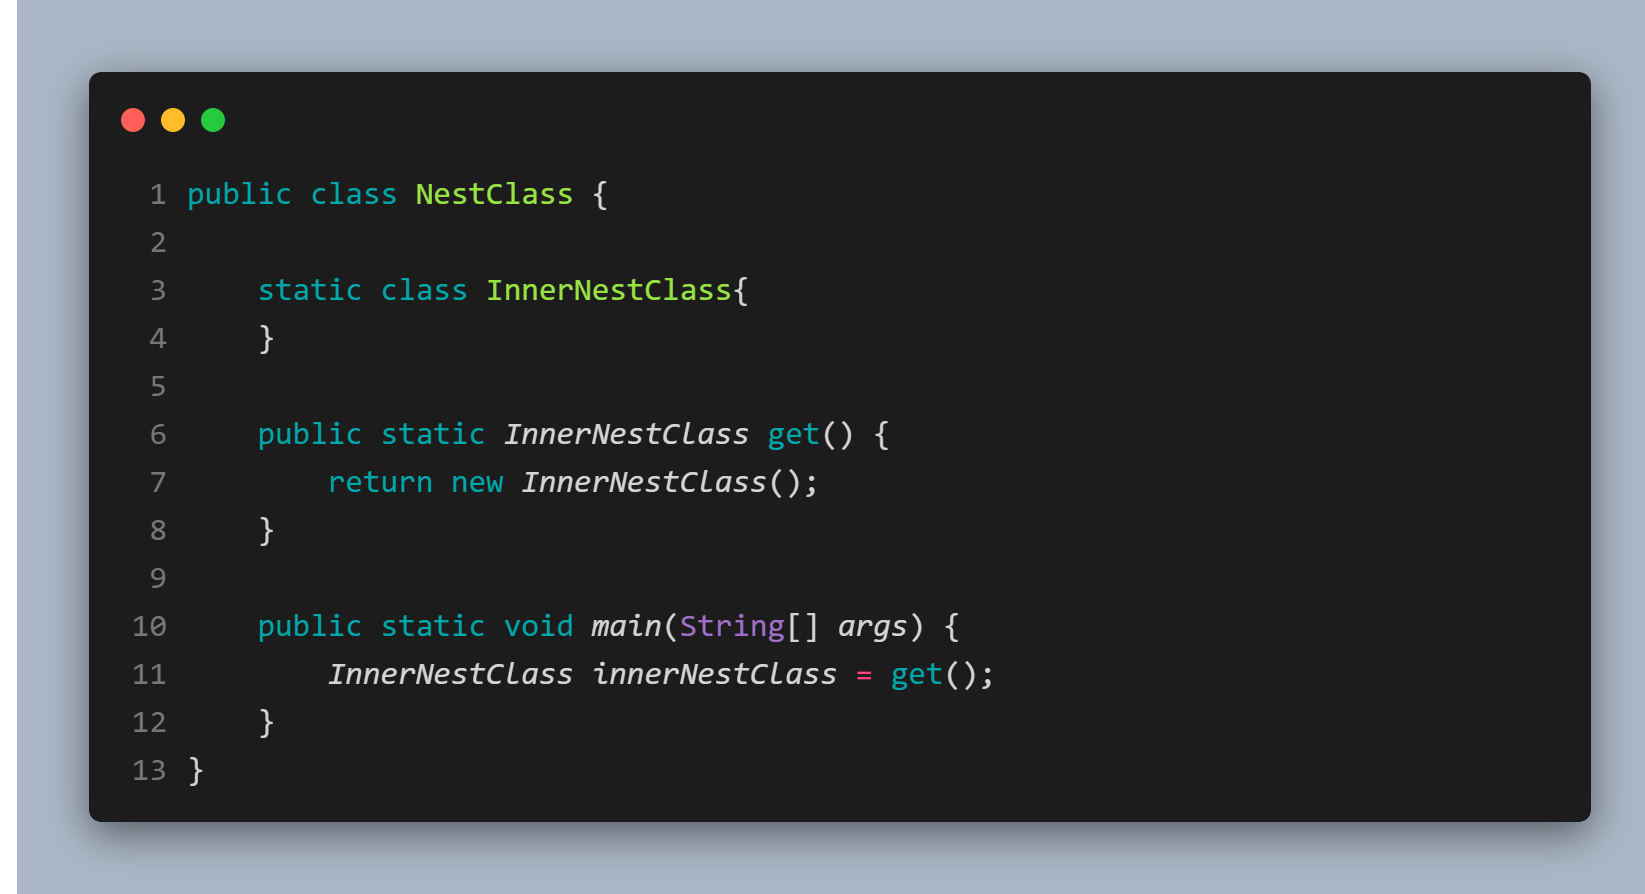 1 public class NestClass {
2
3     static class InnerNestClass{
4     }
5
6     public static InnerNestClass get() {
7         return new InnerNestClass();
8     }
9
10     public static void main(String[] args) {
11         InnerNestClass innerNestClass = get();
12     }
13 }